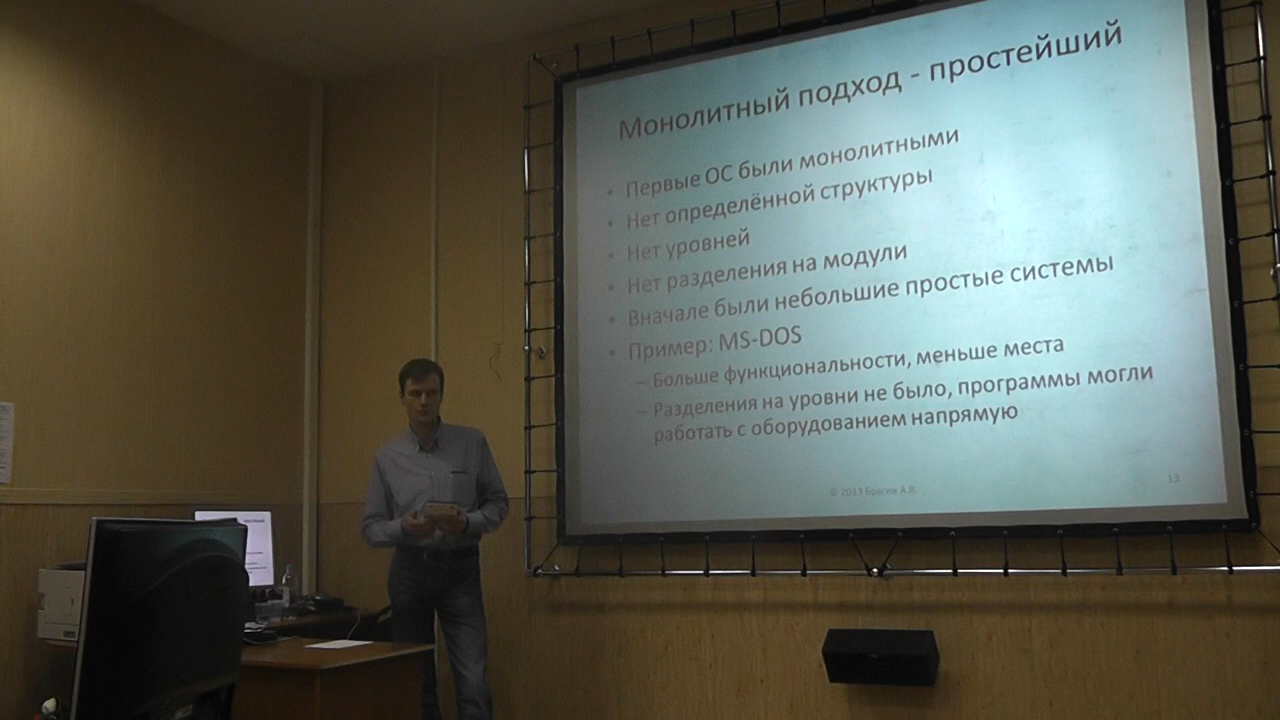 Монолитный подход - простейший
• Первые ОС были монолитными
• Нет определённой структуры
• Нет уровней
• Нет разделения на модули
• Вначале были небольшие простые системы
• Пример: MS-DOS
– Больше функциональности, меньше места
– Разделения на уровни не было, программы могли
работать с оборудованием напрямую
© 2013 Брагин А.В.
13